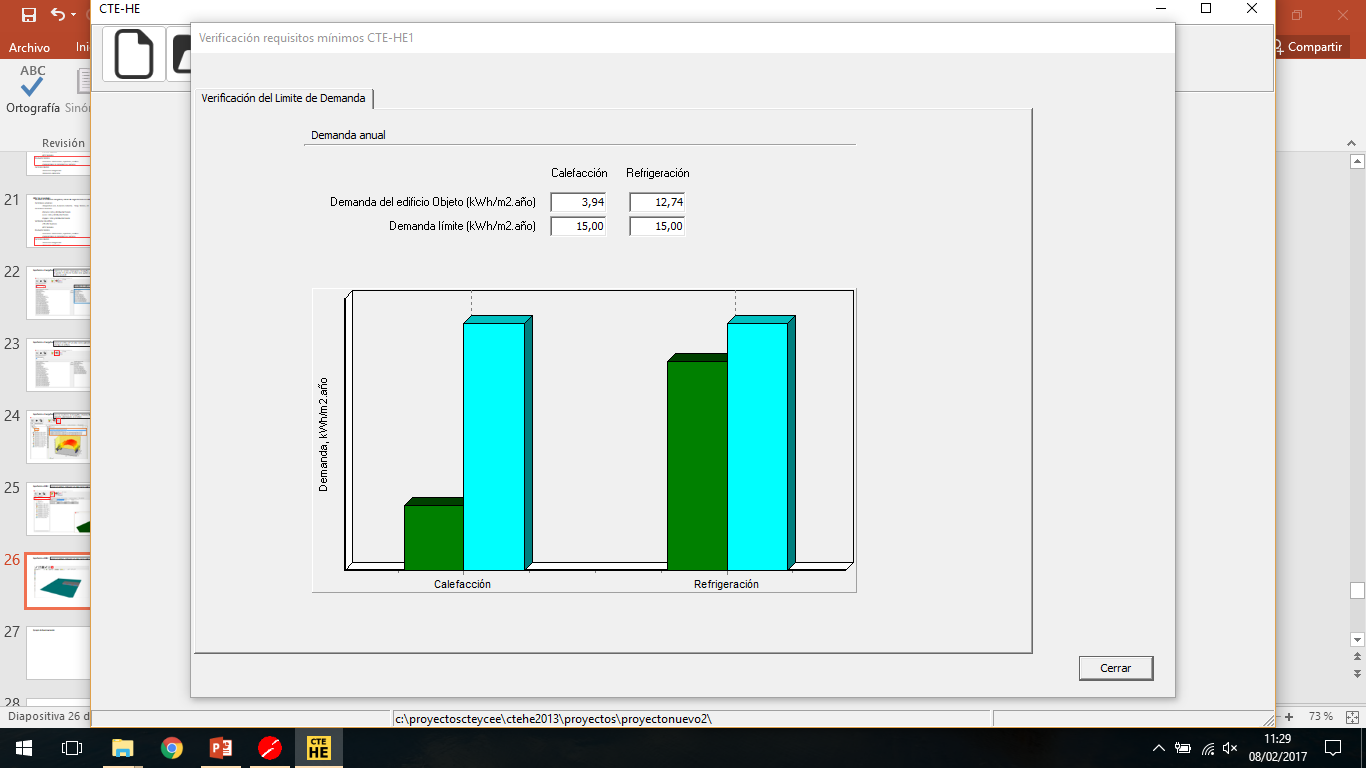 CTE-HE
Archivo
Ini
Compartir
Verificación requisitos mínimos CTE-HE1
ABC
Ortografía Sinón
Revisión
Verificación del Limite de Demanda
Demanda anual
Calefacción Refrigeración
Demanda del edificio Objeto (kWh/m2.año) 3,94 12,74
Demanda límite (kWh/m2.año) 15,00 15,00
Demanda, kWh/m2.año
Calefacción Refrigeración
21
22
23
24
25
26
27
28
Cerrar
Diapositiva 26 d
c:\proyectoscteycee\ctehe2013\proyectos\proyectonuevo2\
73 %
CTE
HE
11:29
08/02/2017